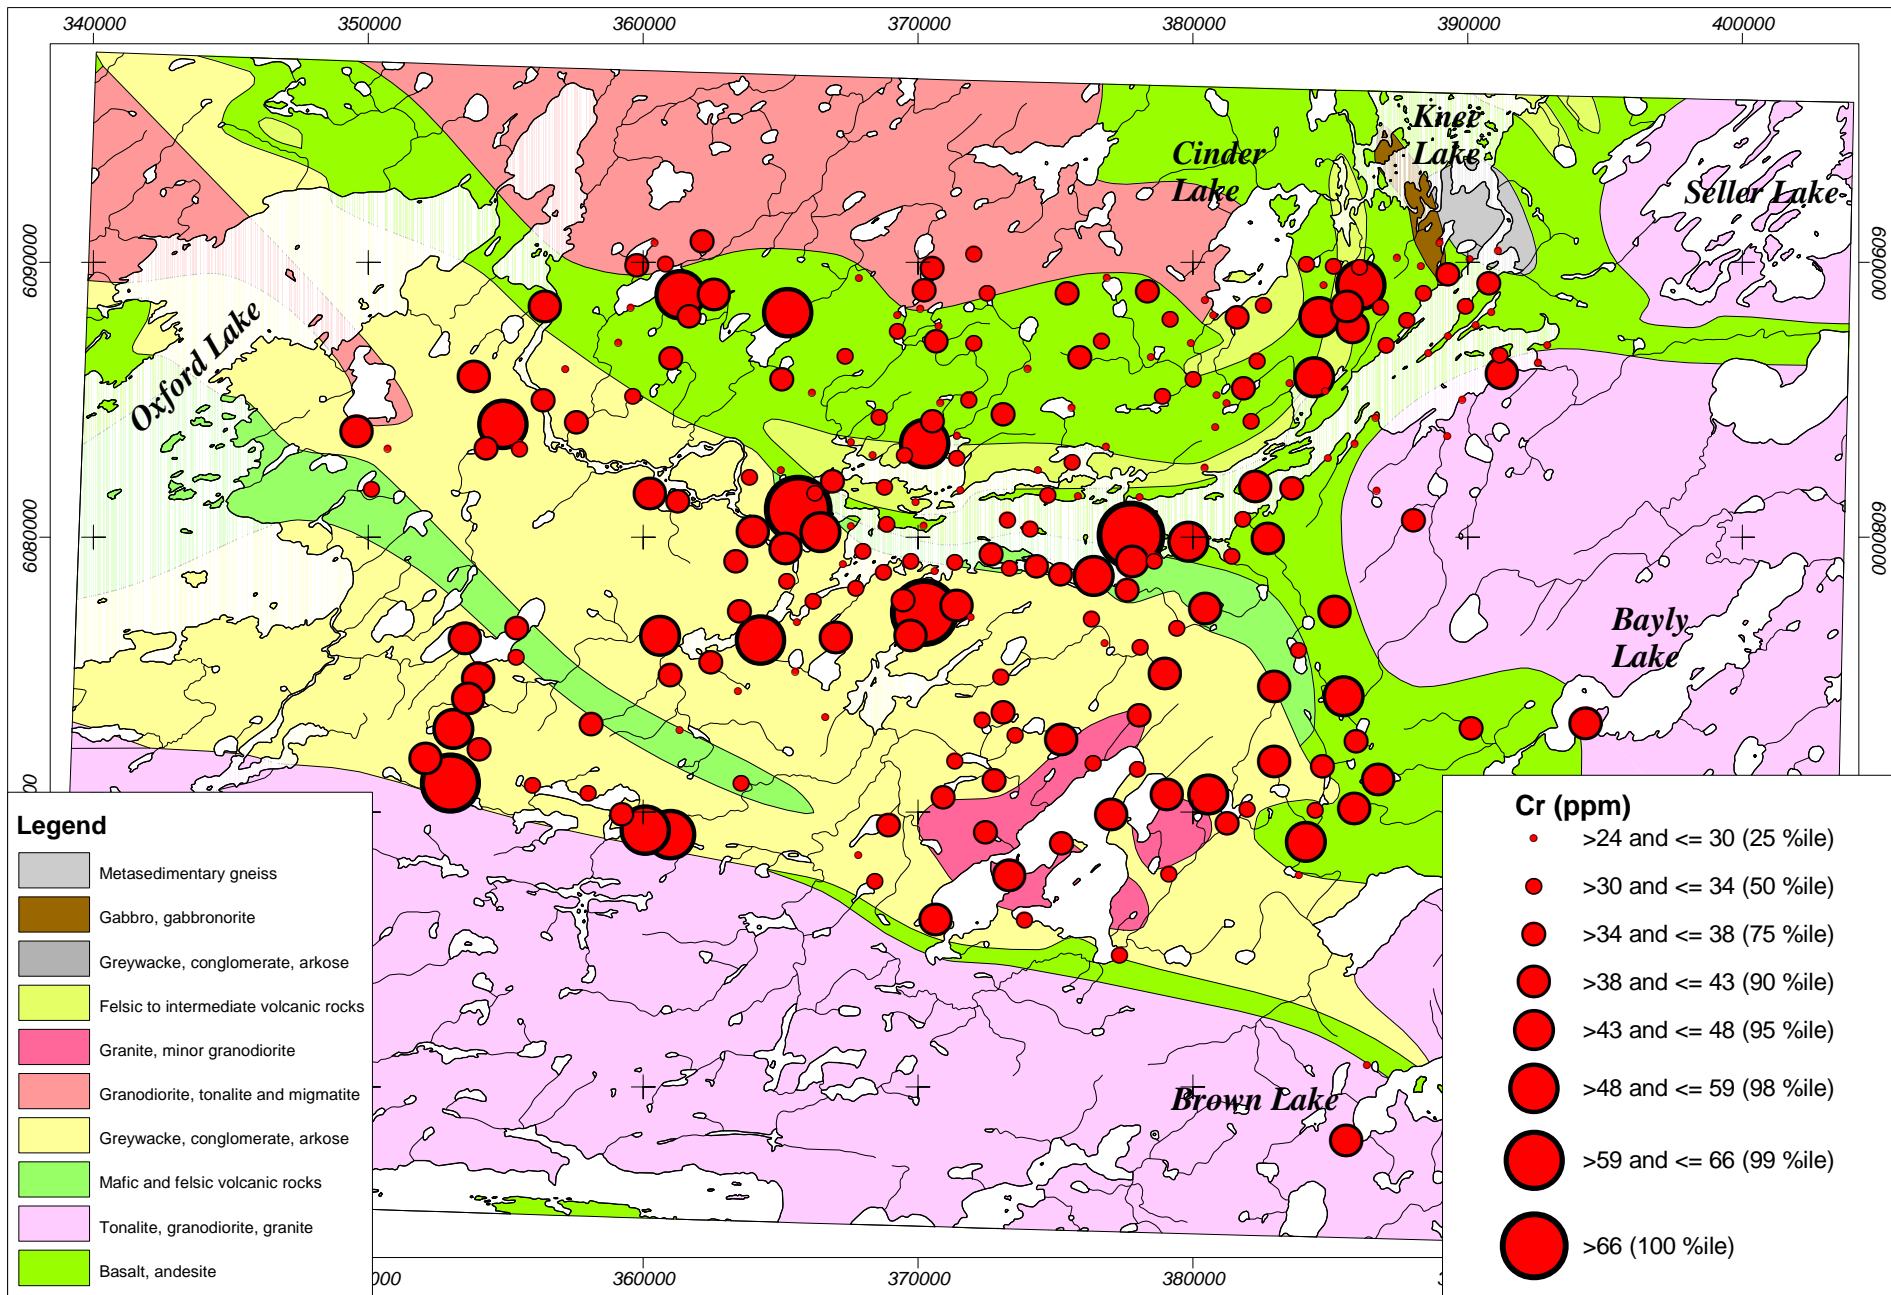 340000 350000 360000 370000 380000 390000 400000
Knee
Lake
Cinder
Lake
Seller Lake
6090000
6090000
Oxford Lake
6080000
6080000
Bayly
Lake
Brown Lake
Legend
Metasedimentary gneiss
Gabbro, gabbronorite
Greywacke, conglomerate, arkose
Felsic to intermediate volcanic rocks
Granite, minor granodiorite
Granodiorite, tonalite and migmatite
Greywacke, conglomerate, arkose
Mafic and felsic volcanic rocks
Tonalite, granodiorite, granite
Basalt, andesite
Cr (ppm)
>24 and <= 30 (25 %ile)
>30 and <= 34 (50 %ile)
>34 and <= 38 (75 %ile)
>38 and <= 43 (90 %ile)
>43 and <= 48 (95 %ile)
>48 and <= 59 (98 %ile)
>59 and <= 66 (99 %ile)
>66 (100 %ile)
360000 370000 380000